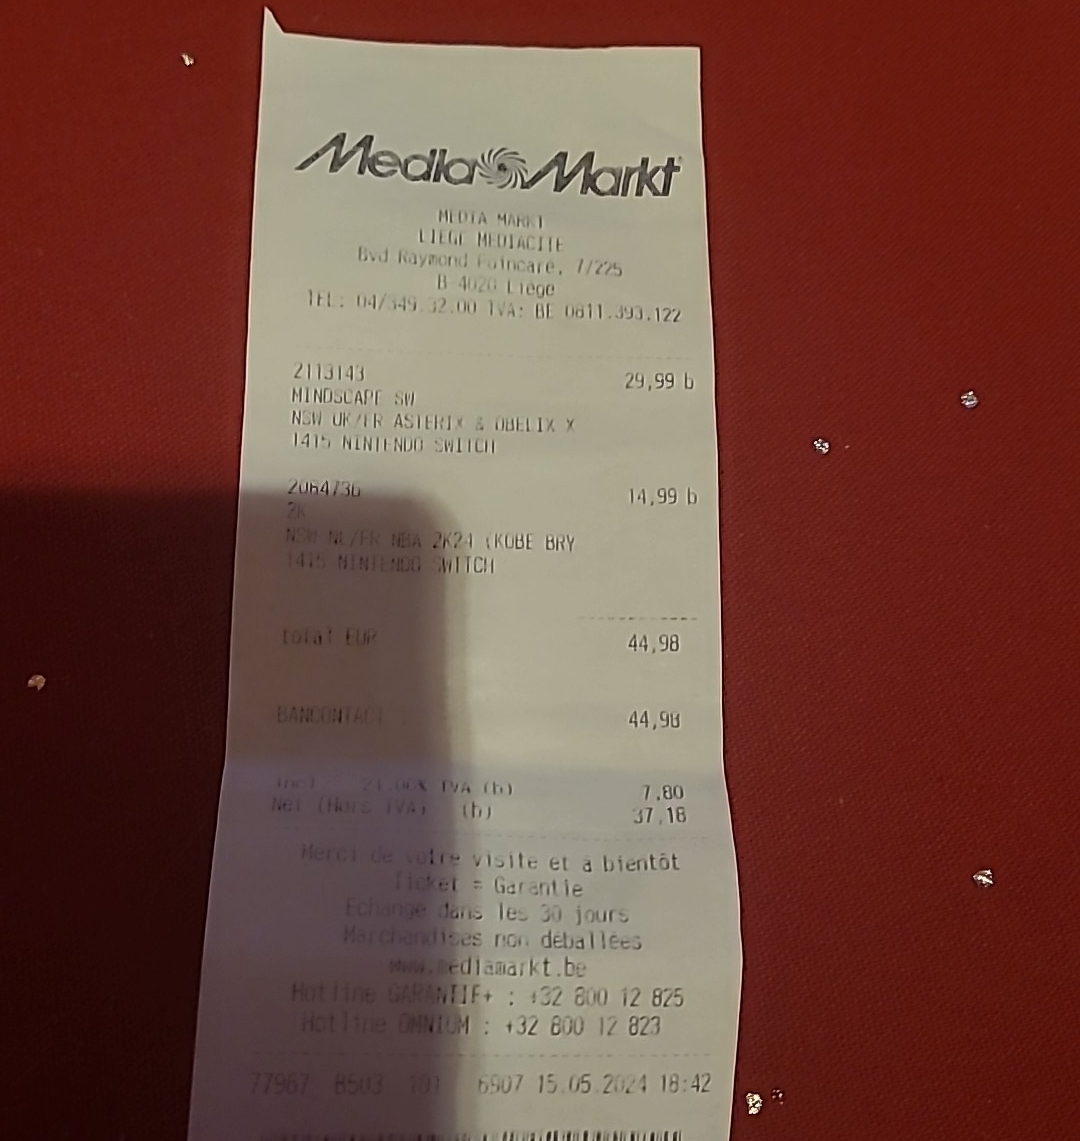 Media Markt
MEDIA MARKT
LIEGE MEDIACITE
Bvd Raymond Poincaré, 7/225
B-4020 Liège
TEL: 04/349.32.00 TVA: BE 0811.393.122
2113143 29,99 b
MINDSCAPE SW
NSW UK/FR ASTERIX & OBELIX X
1415 NINTENDO SWITCH
2064736 14,99 b
2K
NSW NL/FR NBA 2K24 (KOBE BRY
1415 NINTENDO SWITCH
total EUR 44,98
BANCONTACT 44,98
Incl. 21.00% TVA (b) 7,80
Net (Hors TVA) (b) 37,18
Merci de votre visite et à bientôt
Ticket = Garantie
Echange dans les 30 jours
Marchandises non déballées
www.mediamarkt.be
Hotline GARANTIE+ : +32 800 12 825
Hotline OMNIUM : +32 800 12 823
77967 8503 101 6907 15.05.2024 18:42